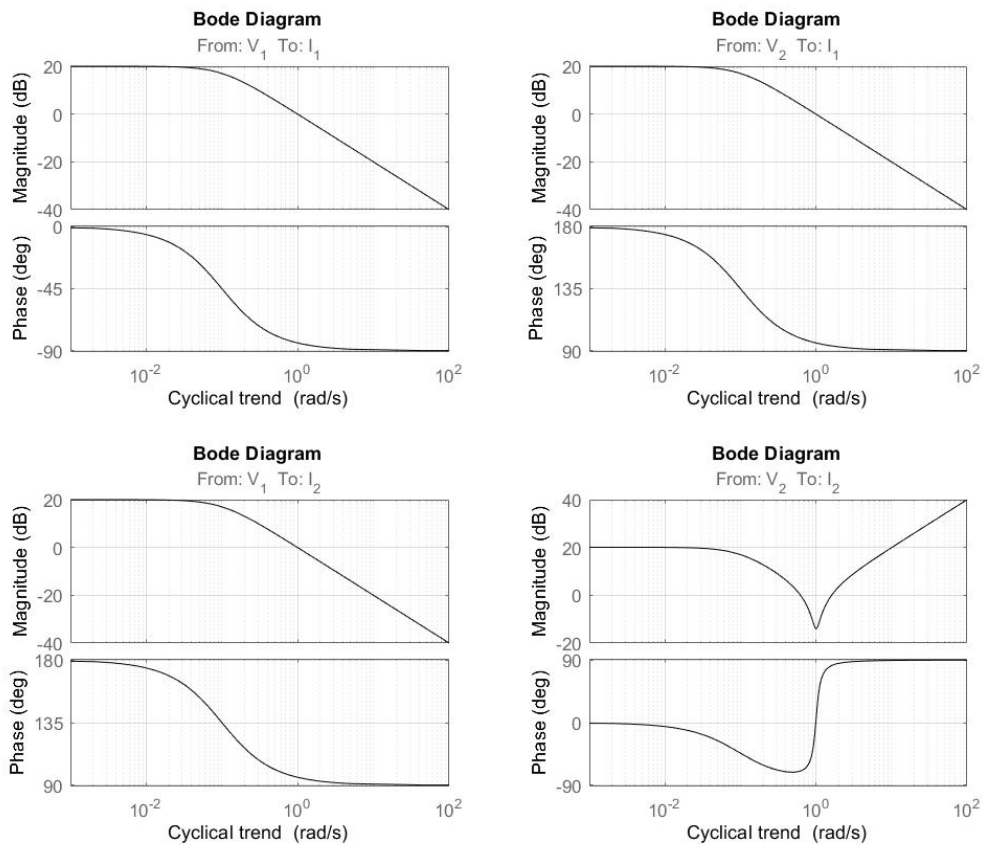 Bode Diagram
From: V₁ To: I₁
Magnitude (dB)
20
0
-20
-40
Phase (deg)
0
-45
-90
10⁻² 10⁰ 10²
Cyclical trend (rad/s)
Bode Diagram
From: V₂ To: I₁
Magnitude (dB)
20
0
-20
-40
Phase (deg)
180
135
90
10⁻² 10⁰ 10²
Cyclical trend (rad/s)
Bode Diagram
From: V₁ To: I₂
Magnitude (dB)
20
0
-20
-40
Phase (deg)
180
135
90
10⁻² 10⁰ 10²
Cyclical trend (rad/s)
Bode Diagram
From: V₂ To: I₂
Magnitude (dB)
40
20
0
-20
Phase (deg)
90
0
-90
10⁻² 10⁰ 10²
Cyclical trend (rad/s)